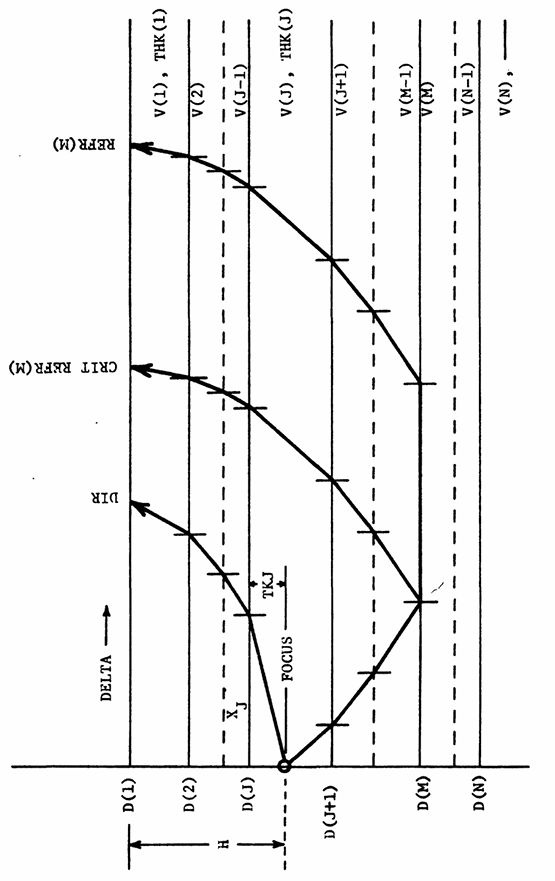 V(1), THK(1)
V(2)
V(J-1)
V(J), THK(J)
V(J+1)
V(M-1)
V(M)
V(N-1)
V(N), —
REFR(M)
CRIT REFR(M)
DIR
DELTA
TKJ
FOCUS
X̄J
D(1)
D(2)
D(J)
D(J+1)
D(M)
D(N)
H